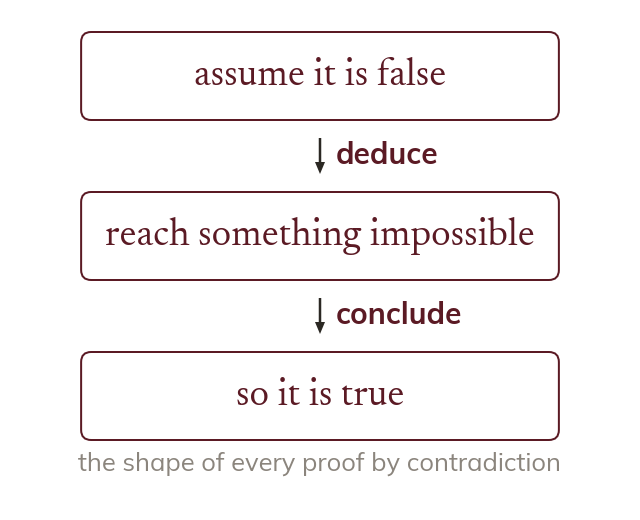 assume it is false
deduce
reach something impossible
conclude
so it is true
the shape of every proof by contradiction